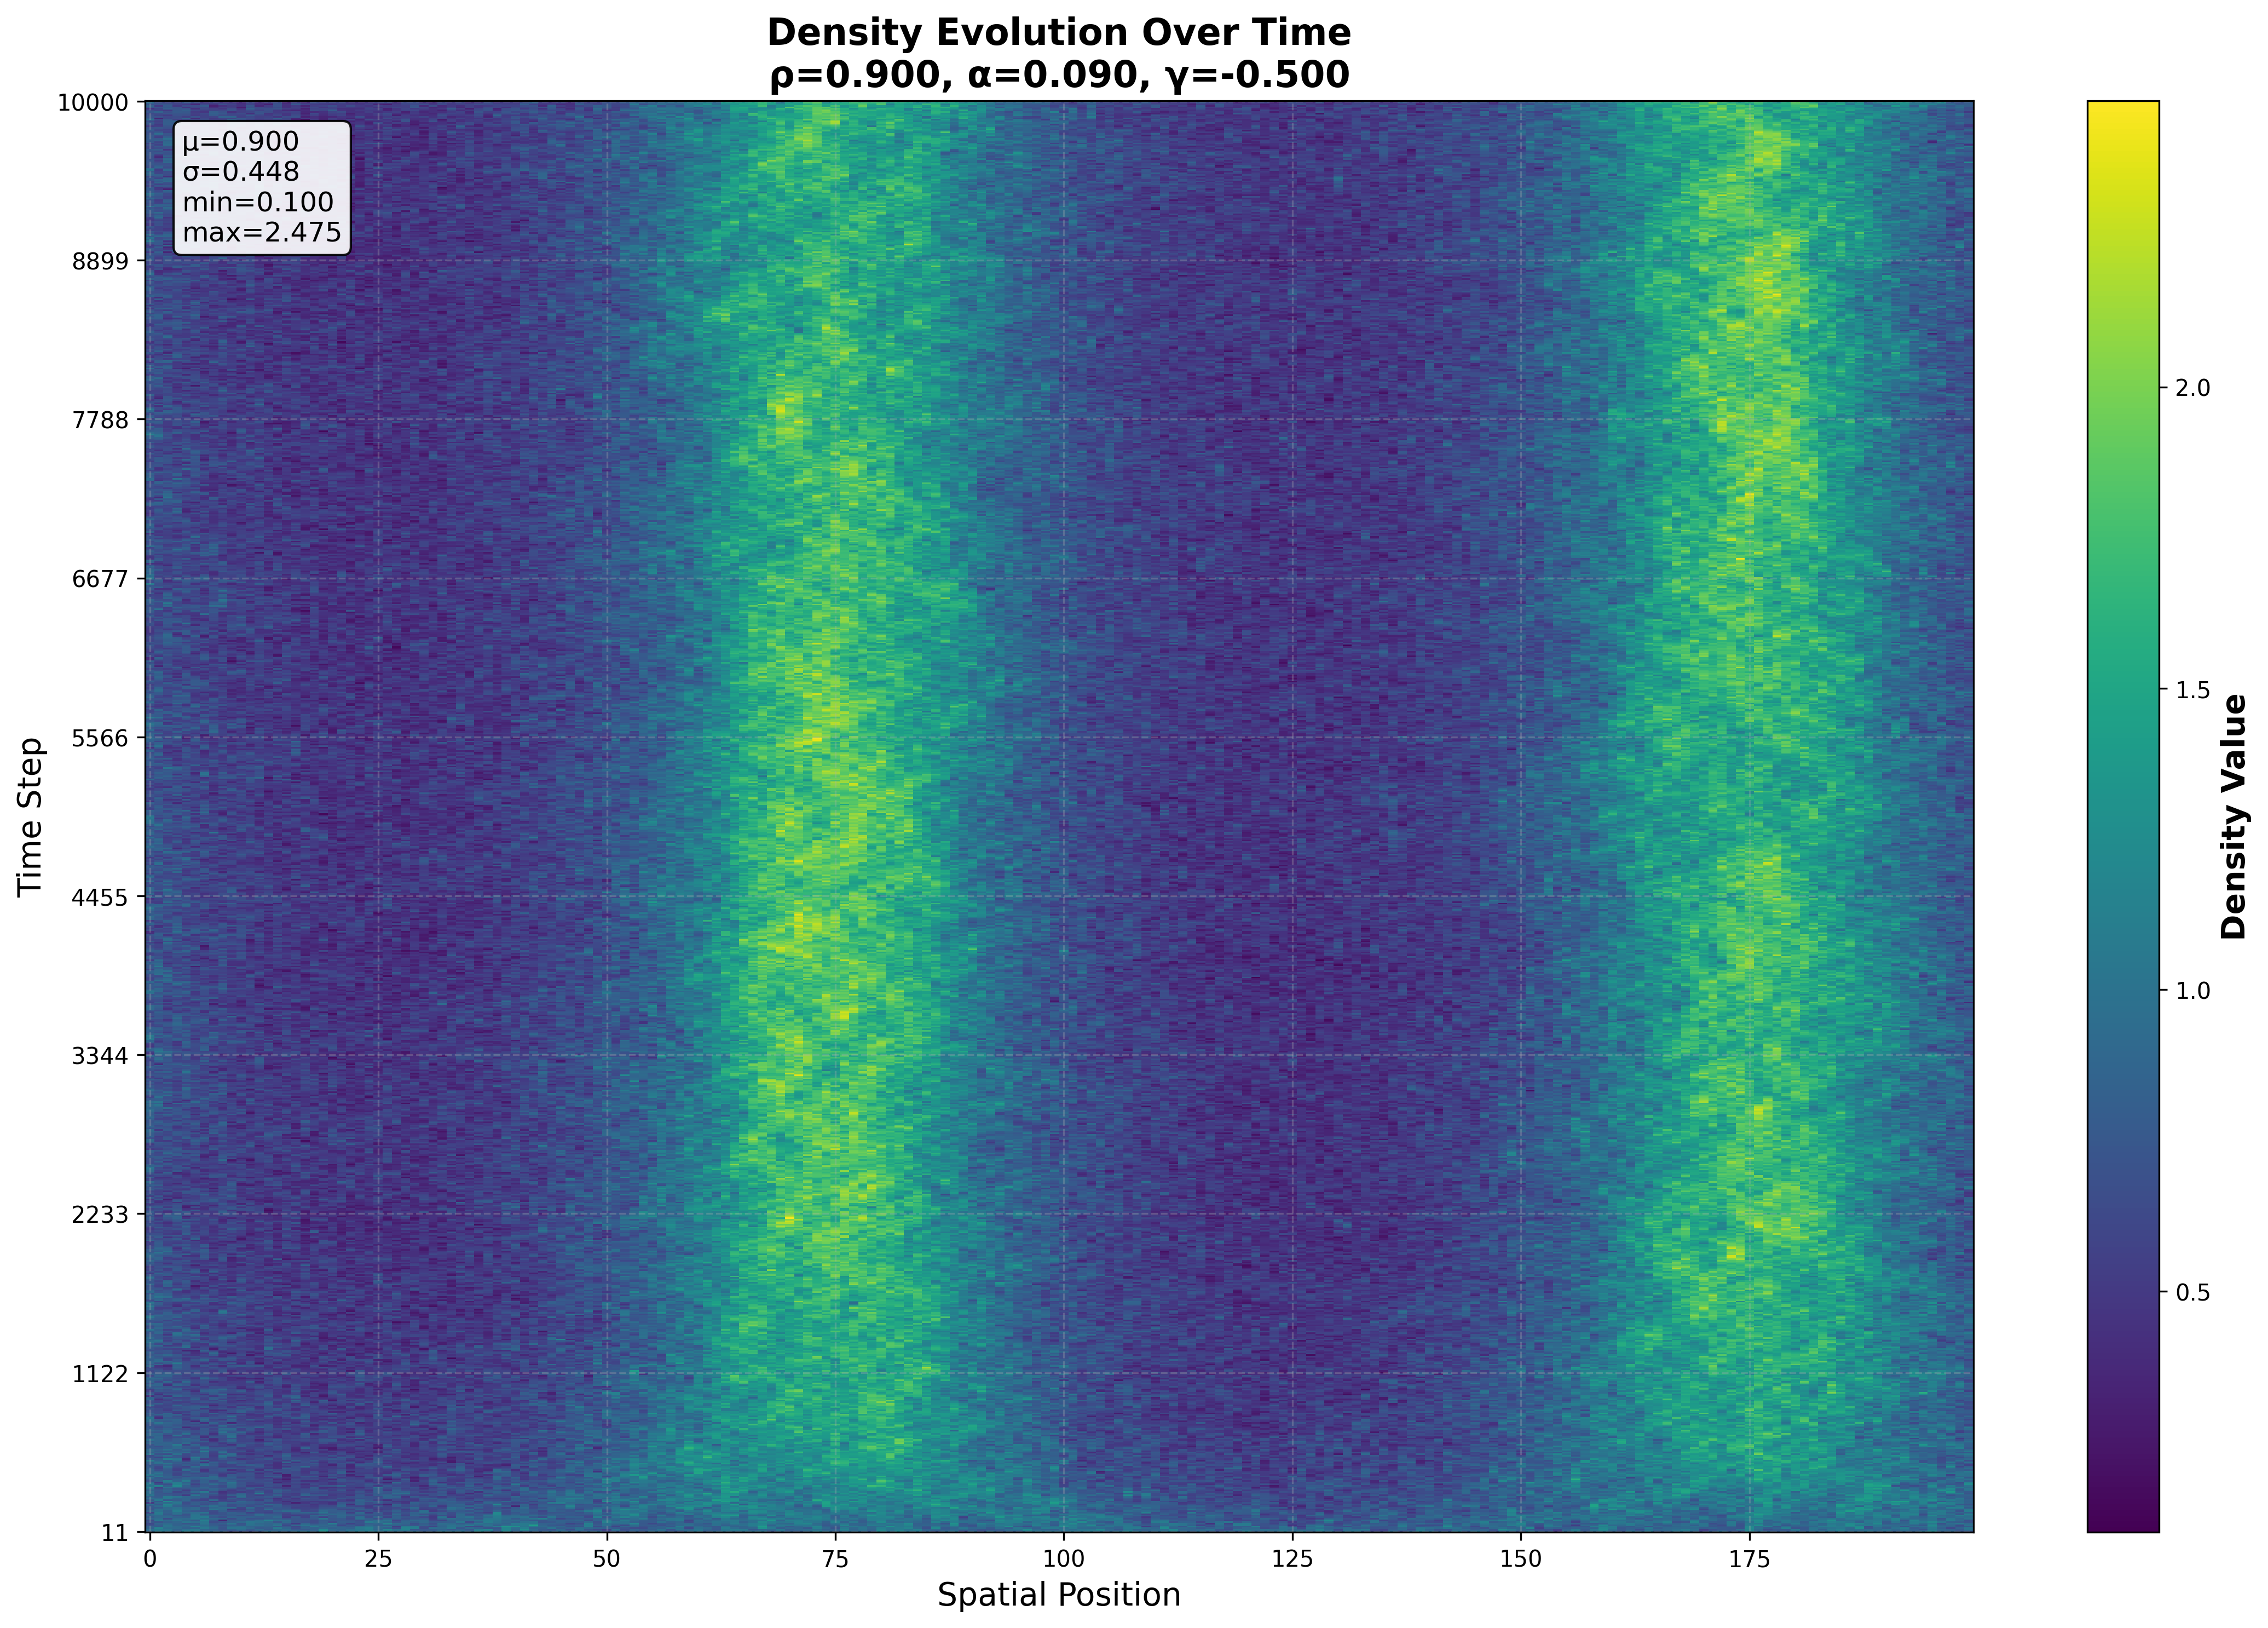 Density Evolution Over Time
ρ=0.900, α=0.090, γ=-0.500
μ=0.900
σ=0.448
min=0.100
max=2.475
10000
8899
7788
6677
5566
4455
3344
2233
1122
11
Time Step
0 25 50 75 100 125 150 175
Spatial Position
2.0
1.5
1.0
0.5
Density Value